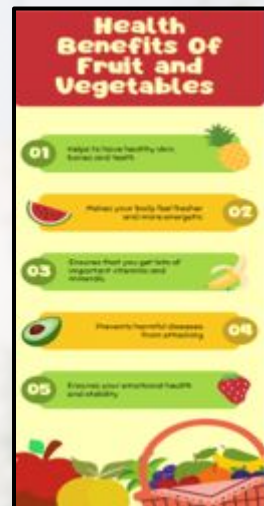 Health
Benefits Of
Fruit and
Vegetables
01
Helps to have healthy skin,
bones and teeth
Makes your body feel fresher
and more energetic
02
03
Ensures that you get lots of
important vitamins and
minerals
Prevents harmful diseases
from attacking
04
05
Ensures your emotional health
and stability